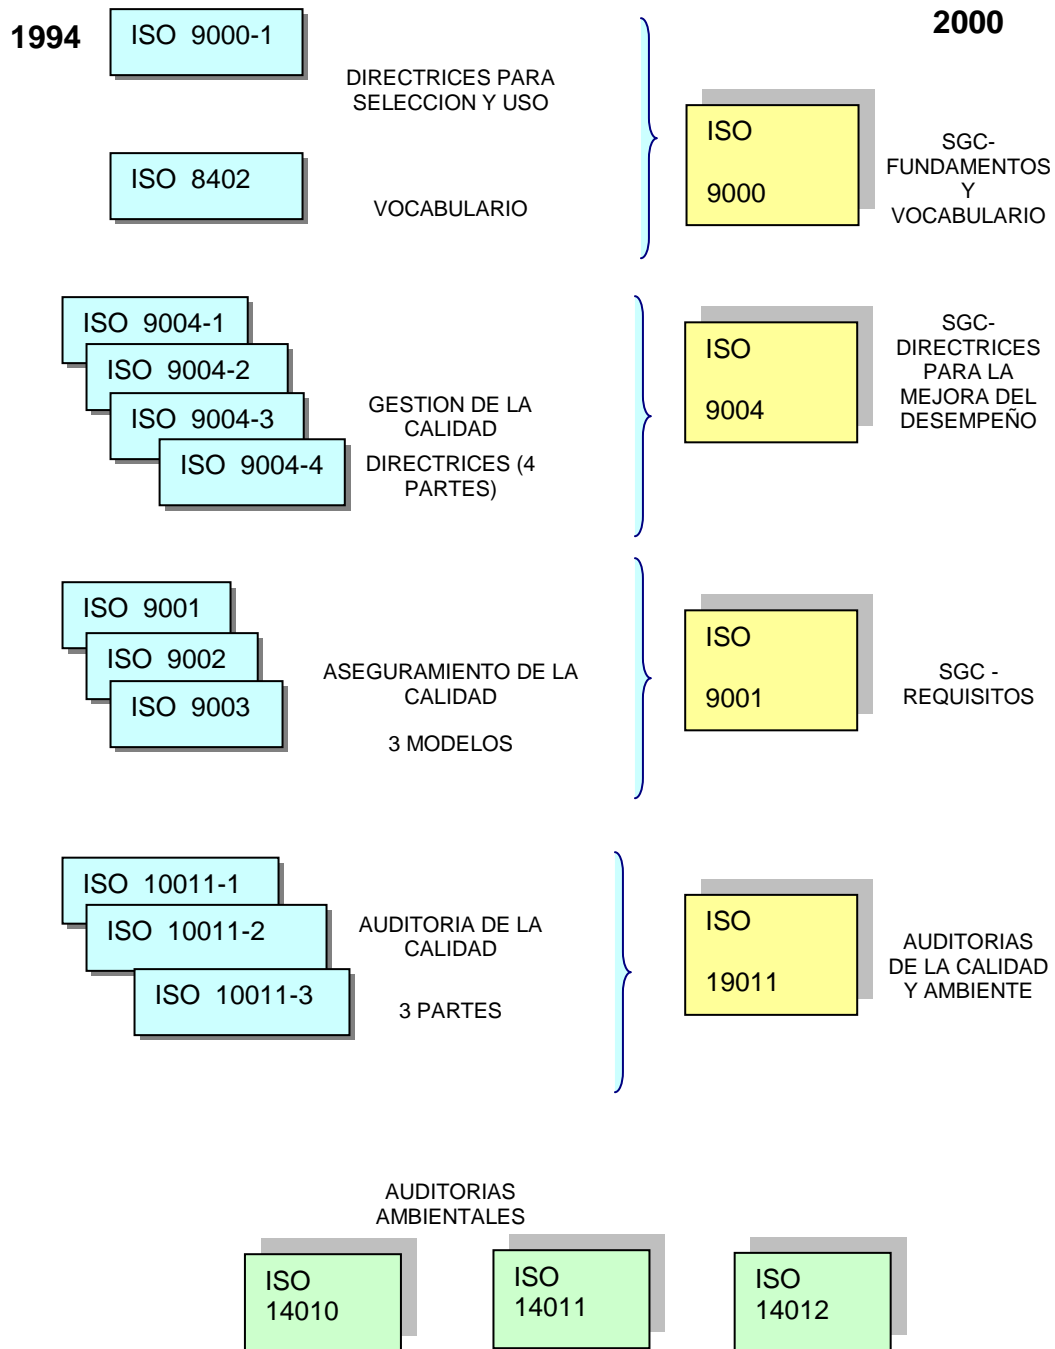 1994
ISO 9000-1
2000
DIRECTRICES PARA
SELECCION Y USO
ISO
9000
SGC-
FUNDAMENTOS
Y
VOCABULARIO
ISO 8402
VOCABULARIO
ISO 9004-1
ISO 9004-2
ISO 9004-3
ISO 9004-4
GESTION DE LA
CALIDAD
DIRECTRICES (4
PARTES)
ISO
9004
SGC-
DIRECTRICES
PARA LA
MEJORA DEL
DESEMPEÑO
ISO 9001
ISO 9002
ISO 9003
ASEGURAMIENTO DE LA
CALIDAD
3 MODELOS
ISO
9001
SGC -
REQUISITOS
ISO 10011-1
ISO 10011-2
ISO 10011-3
AUDITORIA DE LA
CALIDAD
3 PARTES
ISO
19011
AUDITORIAS
DE LA CALIDAD
Y AMBIENTE
AUDITORIAS
AMBIENTALES
ISO
14010
ISO
14011
ISO
14012